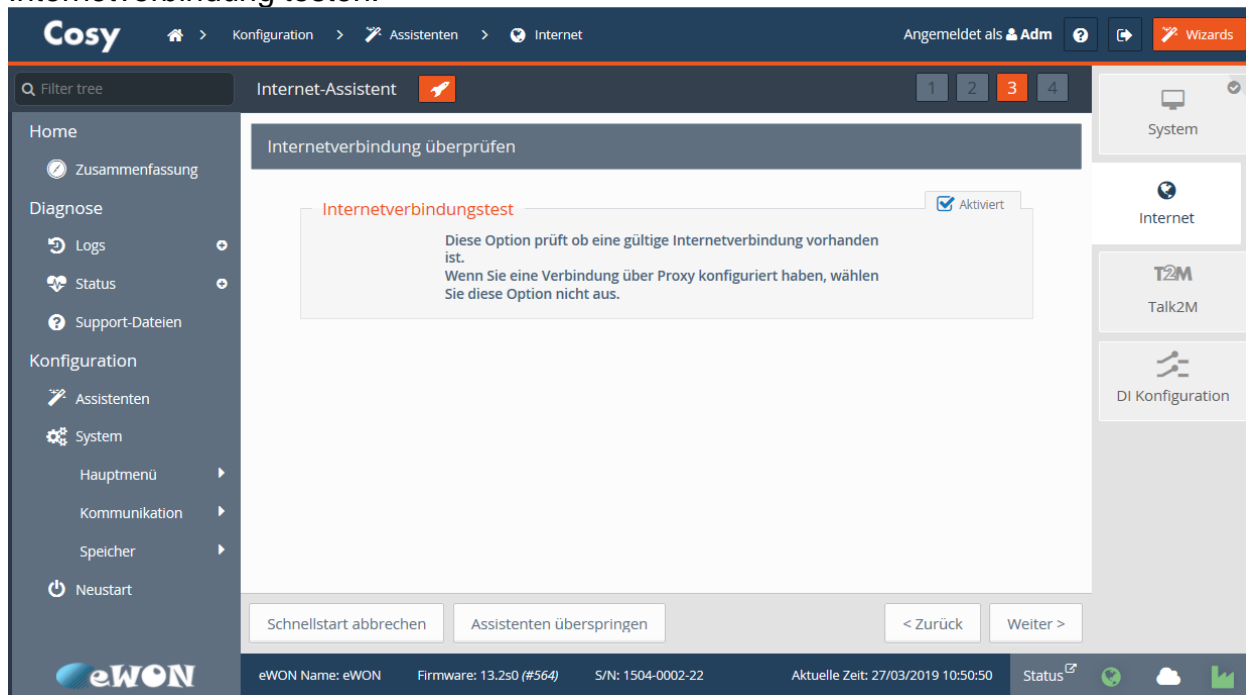 Internetverbindung testen.
Cosy
Konfiguration > Assistenten > Internet
Angemeldet als Adm
Wizards
Filter tree
Home
Zusammenfassung
Diagnose
Logs
Status
Support-Dateien
Konfiguration
Assistenten
System
Hauptmenü
Kommunikation
Speicher
Neustart
eWON
Internet-Assistent
1 2 3 4
Internetverbindung überprüfen
Internetverbindungstest
Aktiviert
Diese Option prüft ob eine gültige Internetverbindung vorhanden
ist.
Wenn Sie eine Verbindung über Proxy konfiguriert haben, wählen
Sie diese Option nicht aus.
Schnellstart abbrechen
Assistenten überspringen
< Zurück
Weiter >
System
Internet
T2M
Talk2M
DI Konfiguration
eWON Name: eWON Firmware: 13.2s0 (#564) S/N: 1504-0002-22 Aktuelle Zeit: 27/03/2019 10:50:50 Status